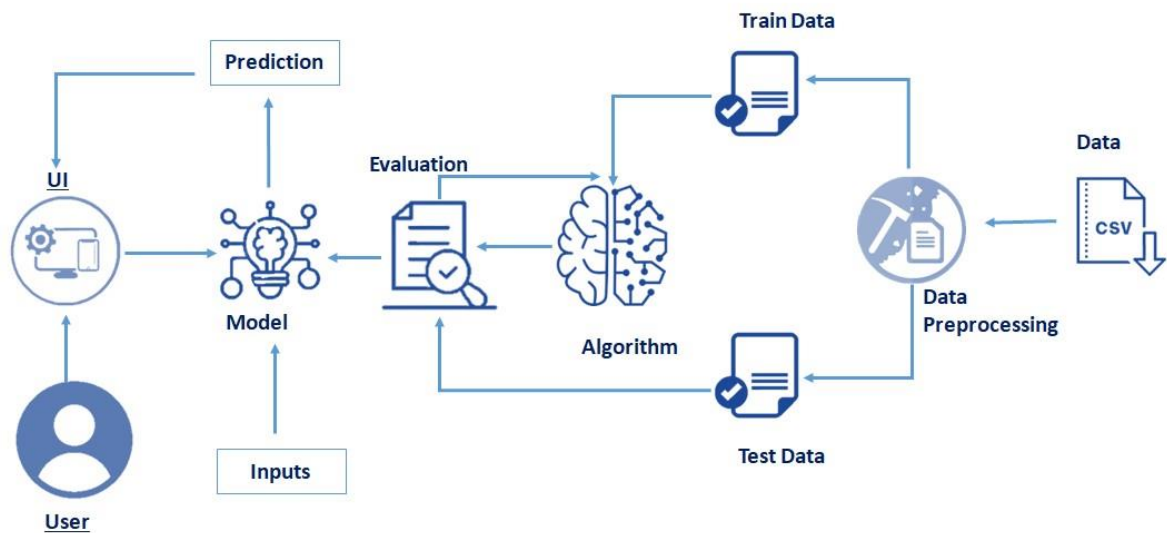 Train Data
Prediction
Evaluation
Data
UI
CSV
Model
Data
Preprocessing
Algorithm
Inputs
Test Data
User